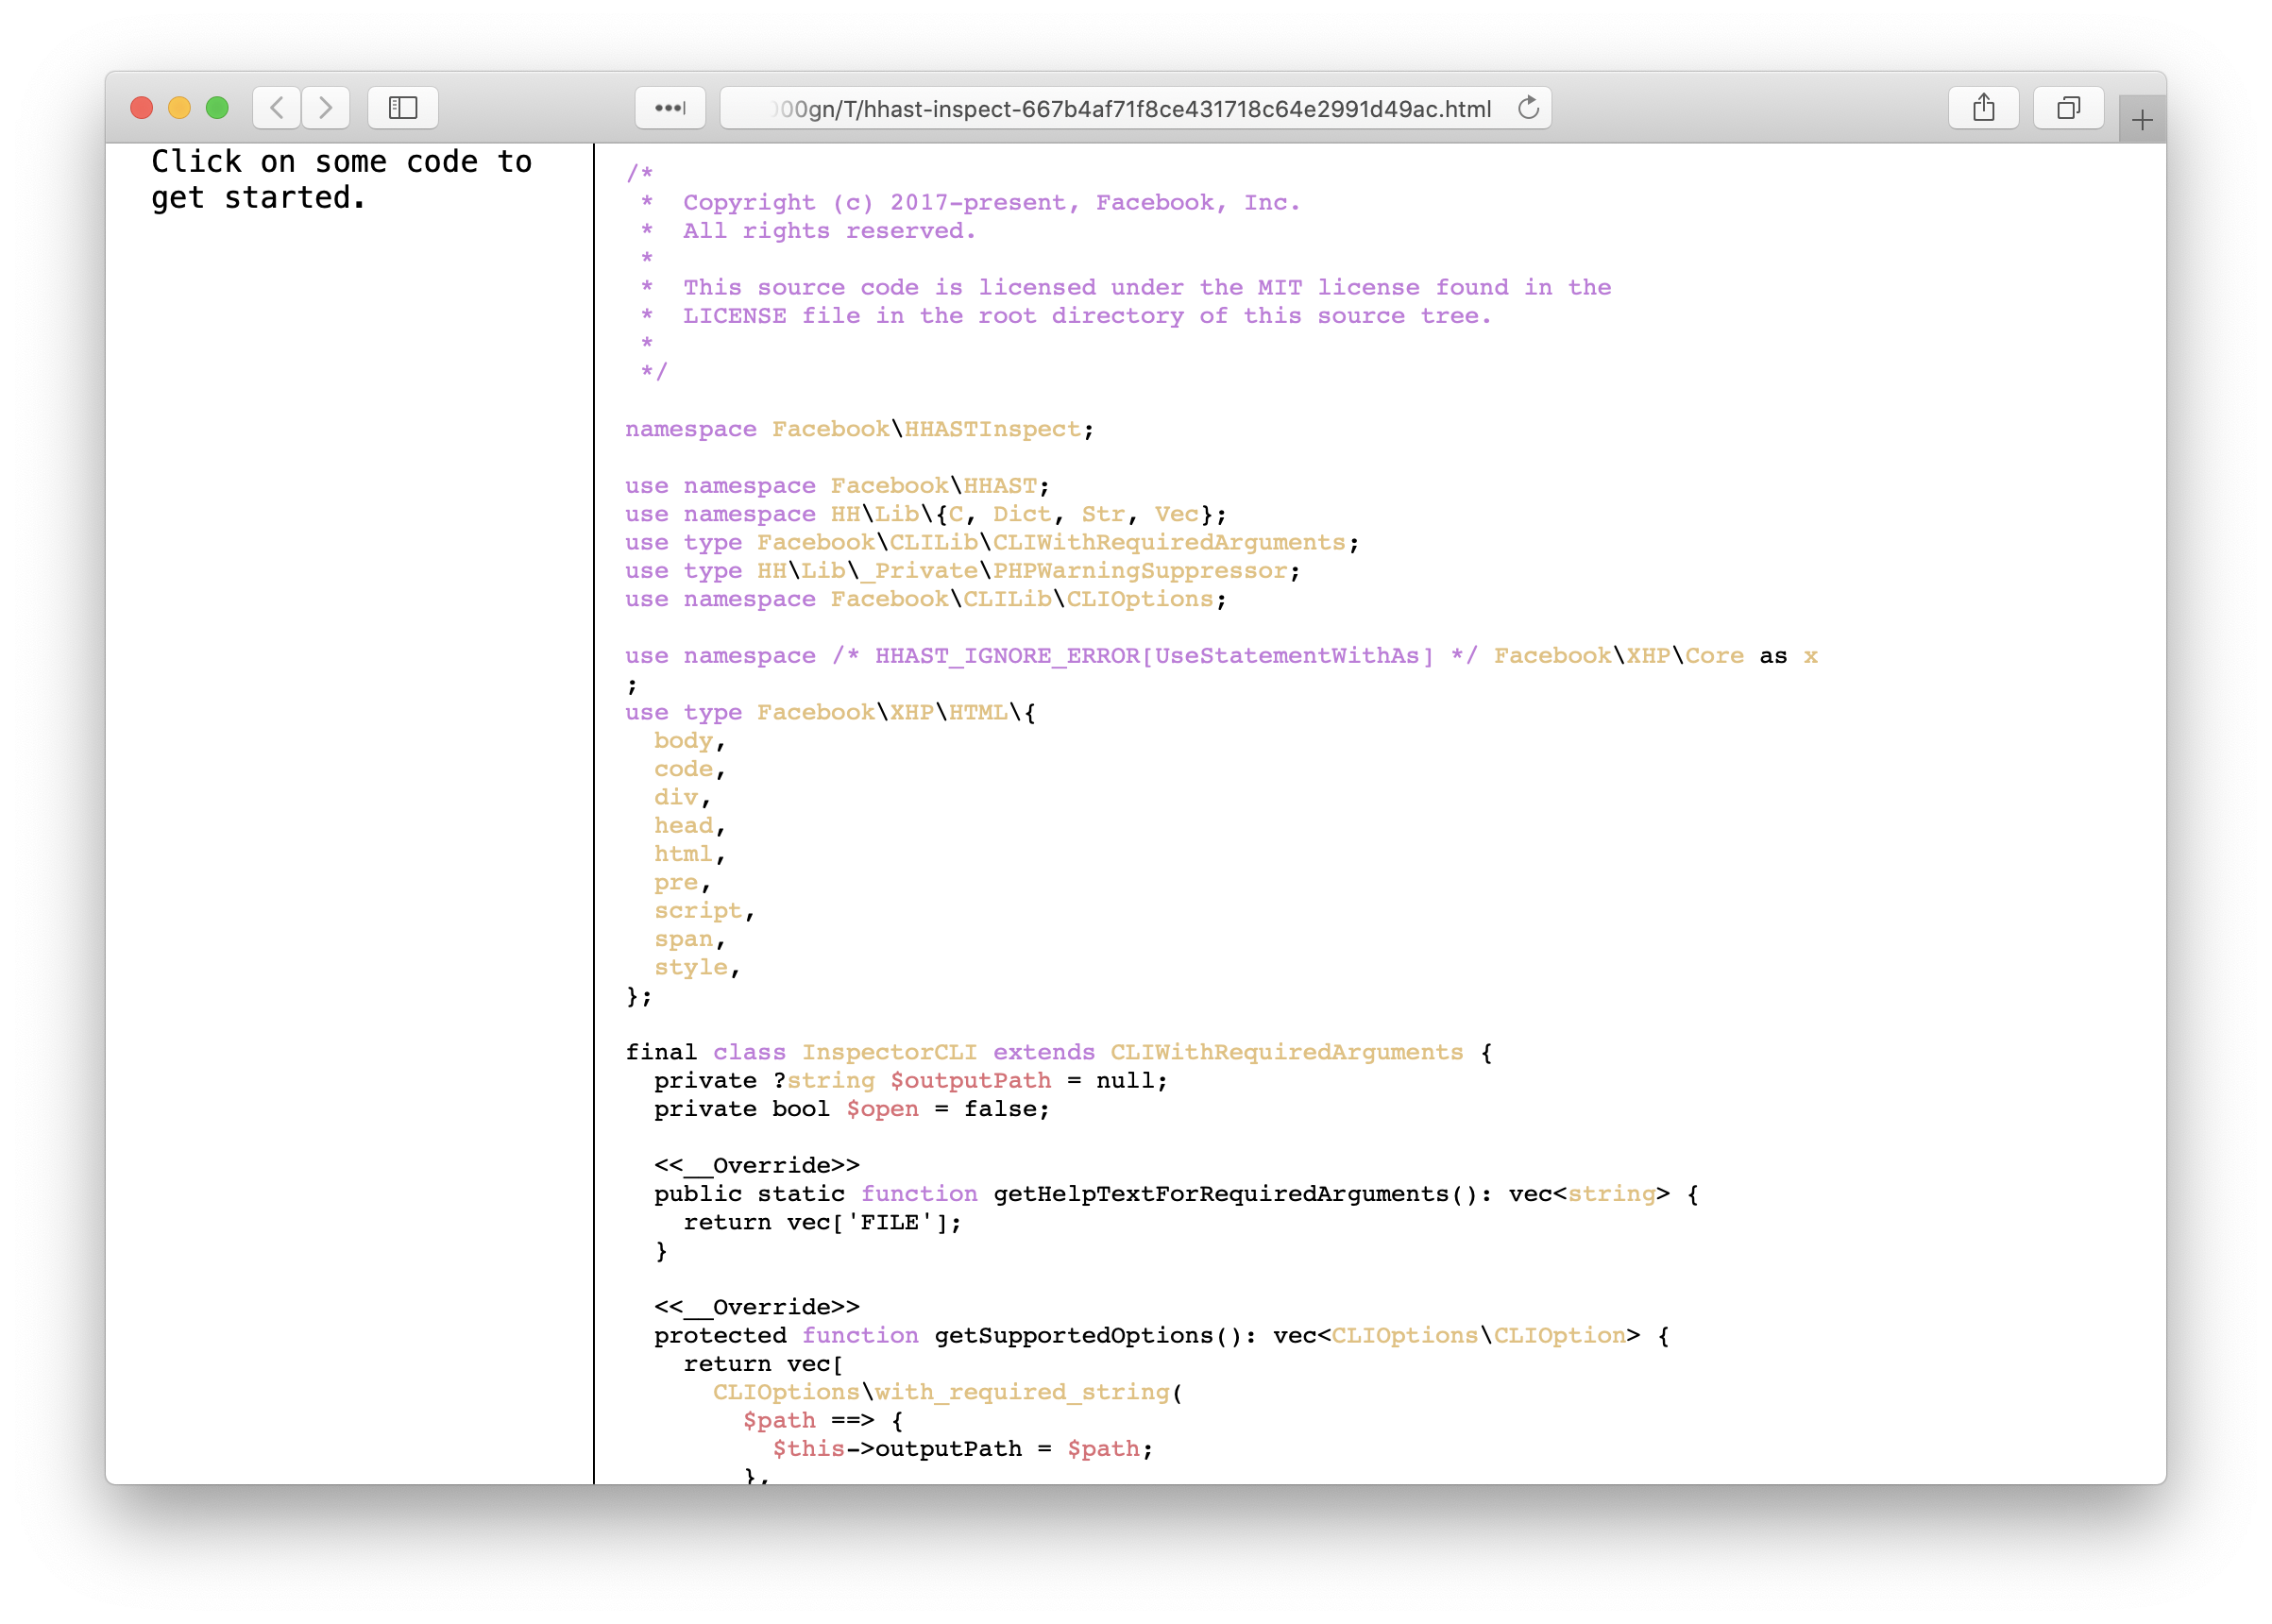 000gn/T/hhast-inspect-667b4af71f8ce431718c64e2991d49ac.html
Click on some code to
get started.
/*
 *  Copyright (c) 2017-present, Facebook, Inc.
 *  All rights reserved.
 *
 *  This source code is licensed under the MIT license found in the
 *  LICENSE file in the root directory of this source tree.
 *
 */
namespace Facebook\HHASTInspect;
use namespace Facebook\HHAST;
use namespace HH\Lib\{C, Dict, Str, Vec};
use type Facebook\CLILib\CLIWithRequiredArguments;
use type HH\Lib\_Private\PHPWarningSuppressor;
use namespace Facebook\CLILib\CLIOptions;
use namespace /* HHAST_IGNORE_ERROR[UseStatementWithAs] */ Facebook\XHP\Core as x
;
use type Facebook\XHP\HTML\{
  body,
  code,
  div,
  head,
  html,
  pre,
  script,
  span,
  style,
};
final class InspectorCLI extends CLIWithRequiredArguments {
  private ?string $outputPath = null;
  private bool $open = false;
  <<__Override>>
  public static function getHelpTextForRequiredArguments(): vec<string> {
    return vec['FILE'];
  }
  <<__Override>>
  protected function getSupportedOptions(): vec<CLIOptions\CLIOption> {
    return vec[
      CLIOptions\with_required_string(
        $path ==> {
          $this->outputPath = $path;
        },